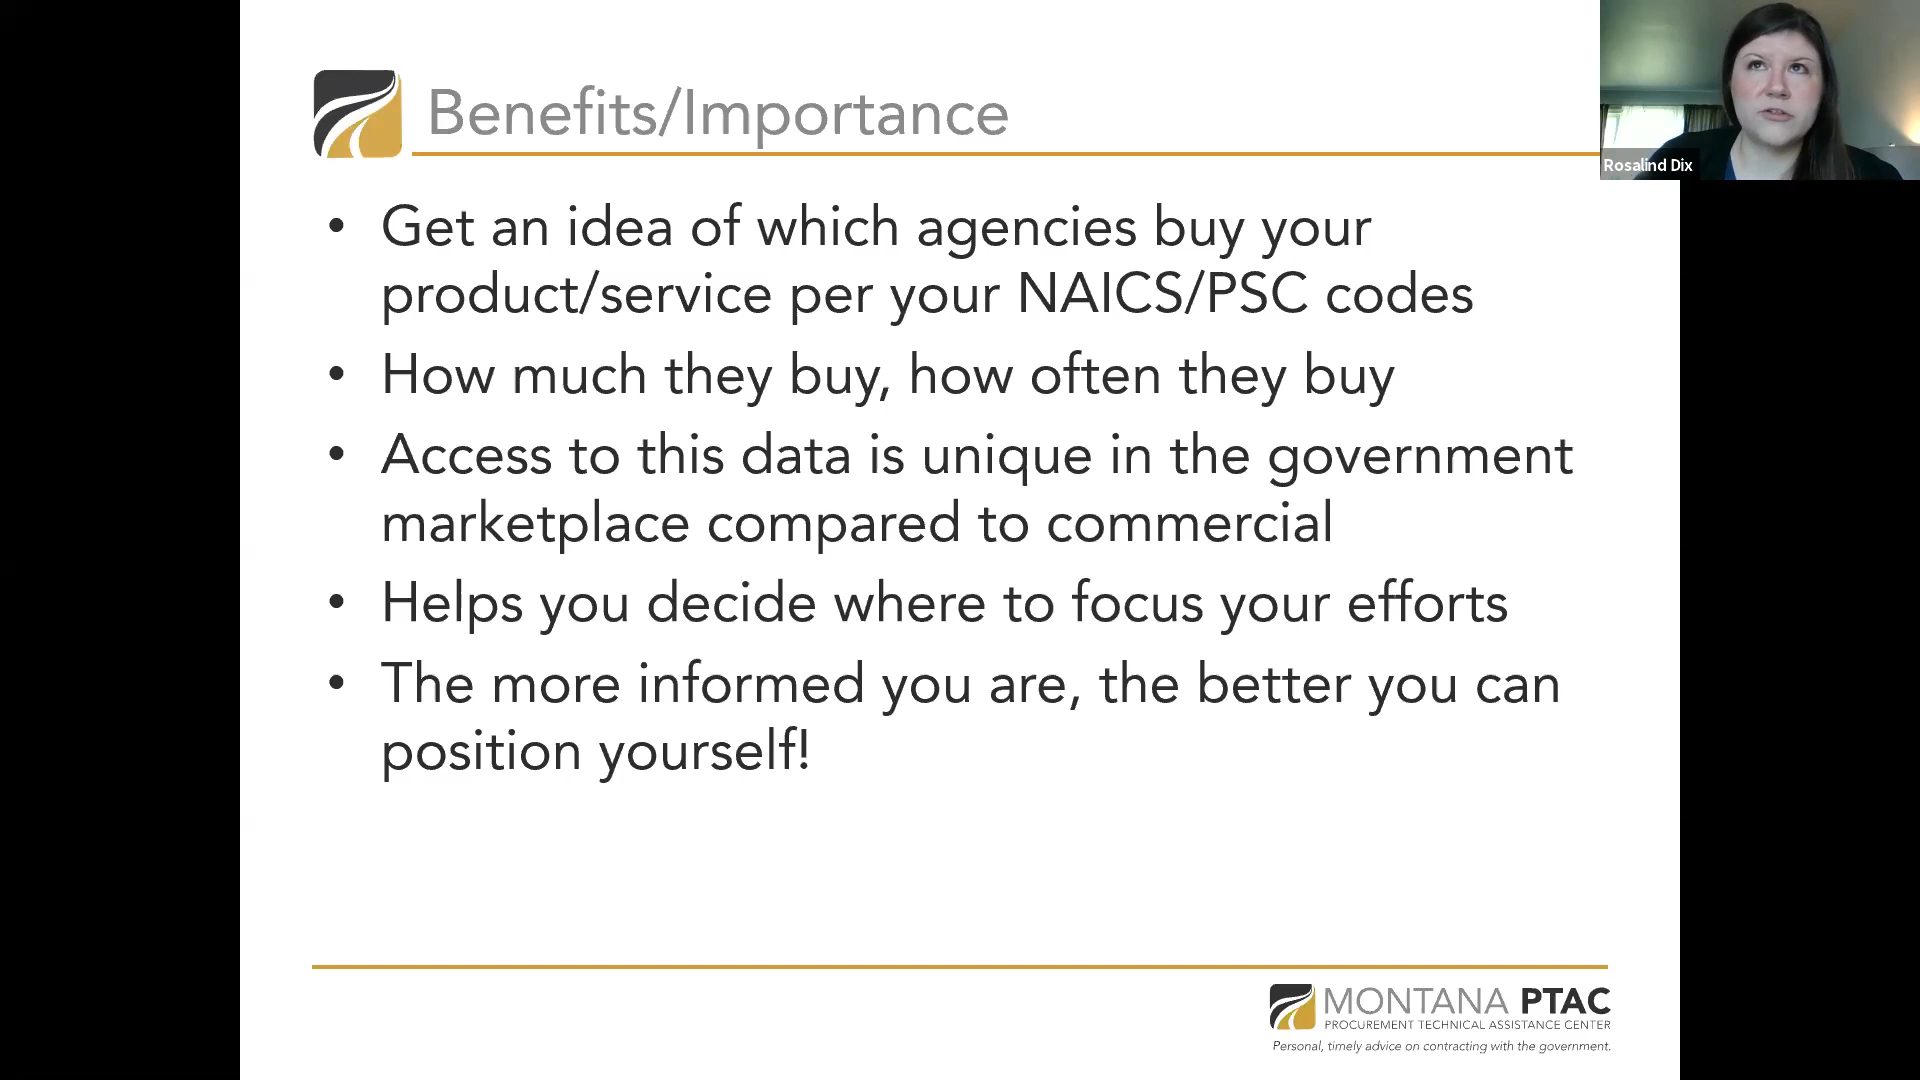 Benefits/Importance
Rosalind Dix
• Get an idea of which agencies buy your
product/service per your NAICS/PSC codes
• How much they buy, how often they buy
• Access to this data is unique in the government
marketplace compared to commercial
• Helps you decide where to focus your efforts
• The more informed you are, the better you can
position yourself!
MONTANA PTAC
PROCUREMENT TECHNICAL ASSISTANCE CENTER
Personal, timely advice on contracting with the government.